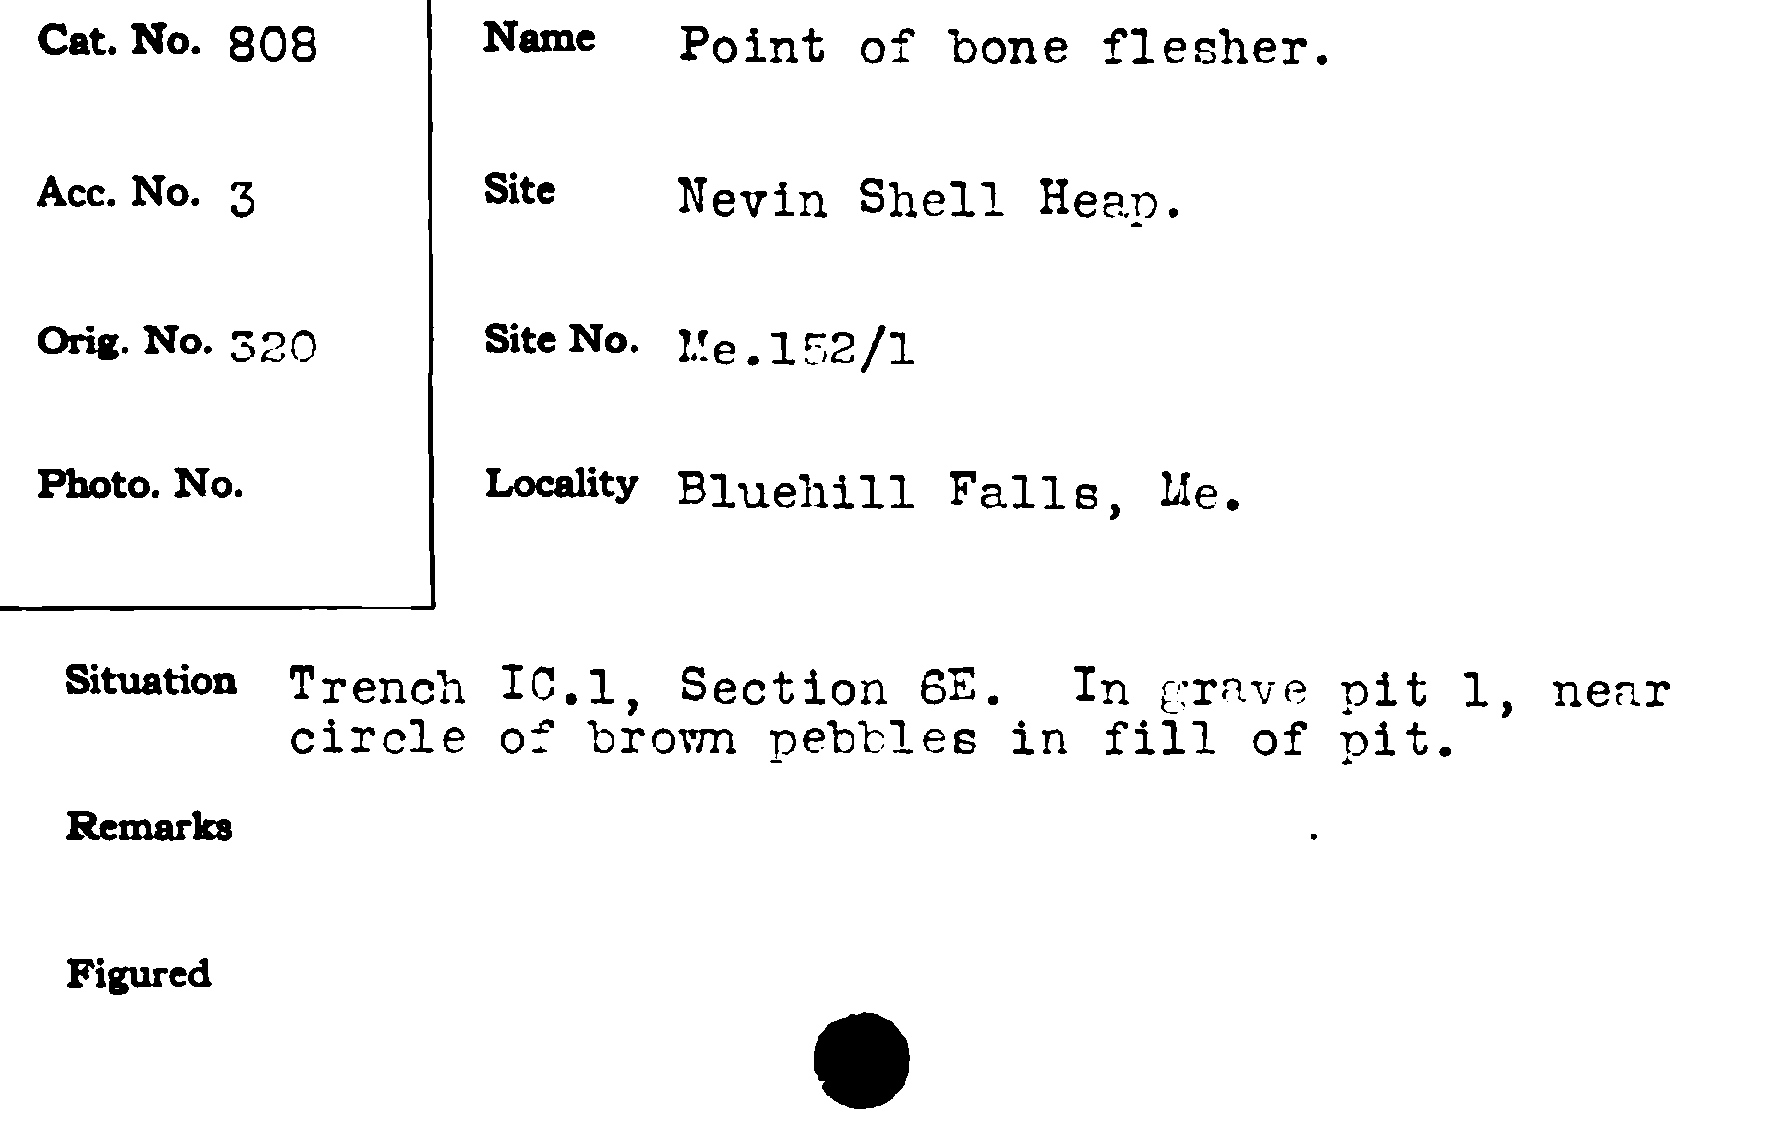 Cat. No. 808
Name Point of bone flesher.
Acc. No. 3
Site Nevin Shell Heap.
Orig. No. 320
Site No. Me.152/1
Photo. No.
Locality Bluehill Falls, Me.
Situation Trench IC.1, Section 6E. In grave pit 1, near
circle of brown pebbles in fill of pit.
Remarks
Figured